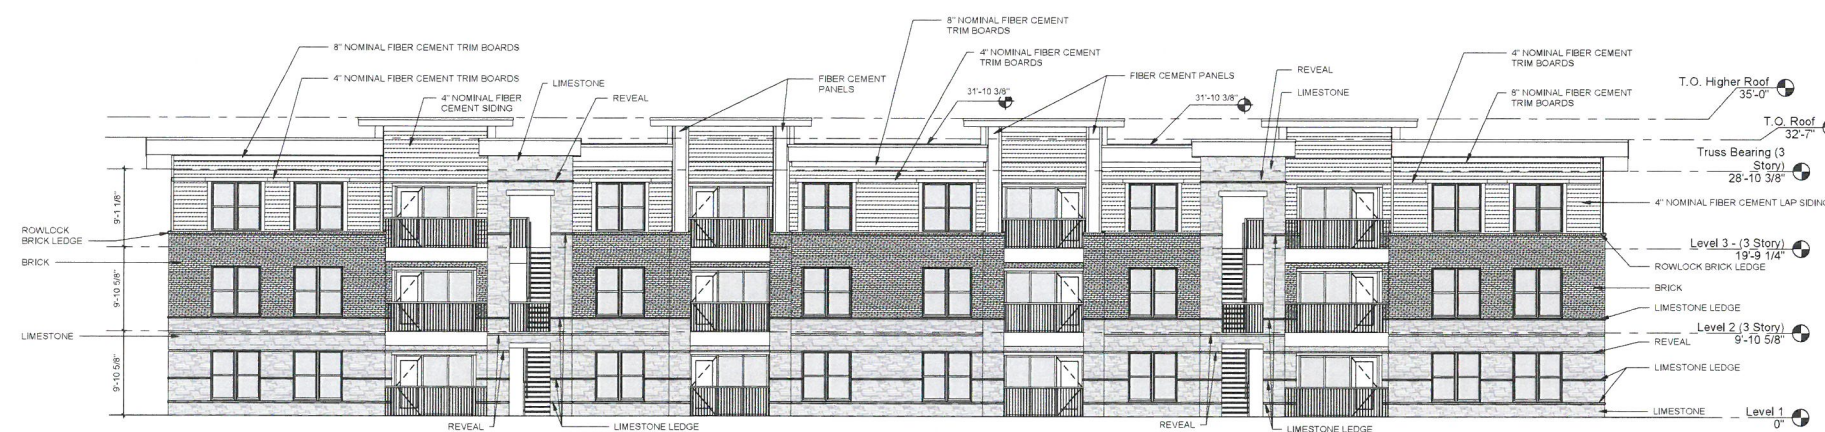 8" NOMINAL FIBER CEMENT
TRIM BOARDS
8" NOMINAL FIBER CEMENT TRIM BOARDS
4" NOMINAL FIBER CEMENT
TRIM BOARDS
4" NOMINAL FIBER CEMENT
TRIM BOARDS
4" NOMINAL FIBER CEMENT TRIM BOARDS
LIMESTONE
FIBER CEMENT
PANELS
FIBER CEMENT PANELS
REVEAL
T.O. Higher Roof
35'-0"
4" NOMINAL FIBER
CEMENT SIDING
REVEAL
31'-10 3/8"
31'-10 3/8"
LIMESTONE
8" NOMINAL FIBER CEMENT
TRIM BOARDS
T.O. Roof
32'-7"
Truss Bearing (3
Story)
28'-10 3/8"
9'-1 1/8"
4" NOMINAL FIBER CEMENT LAP SIDING
ROWLOCK
BRICK LEDGE
Level 3 - (3 Story)
19'-9 1/4"
BRICK
ROWLOCK BRICK LEDGE
9'-10 5/8"
BRICK
LIMESTONE LEDGE
LIMESTONE
Level 2 (3 Story)
9'-10 5/8"
REVEAL
9'-10 5/8"
LIMESTONE LEDGE
LIMESTONE
Level 1
0"
REVEAL
LIMESTONE LEDGE
REVEAL
LIMESTONE LEDGE